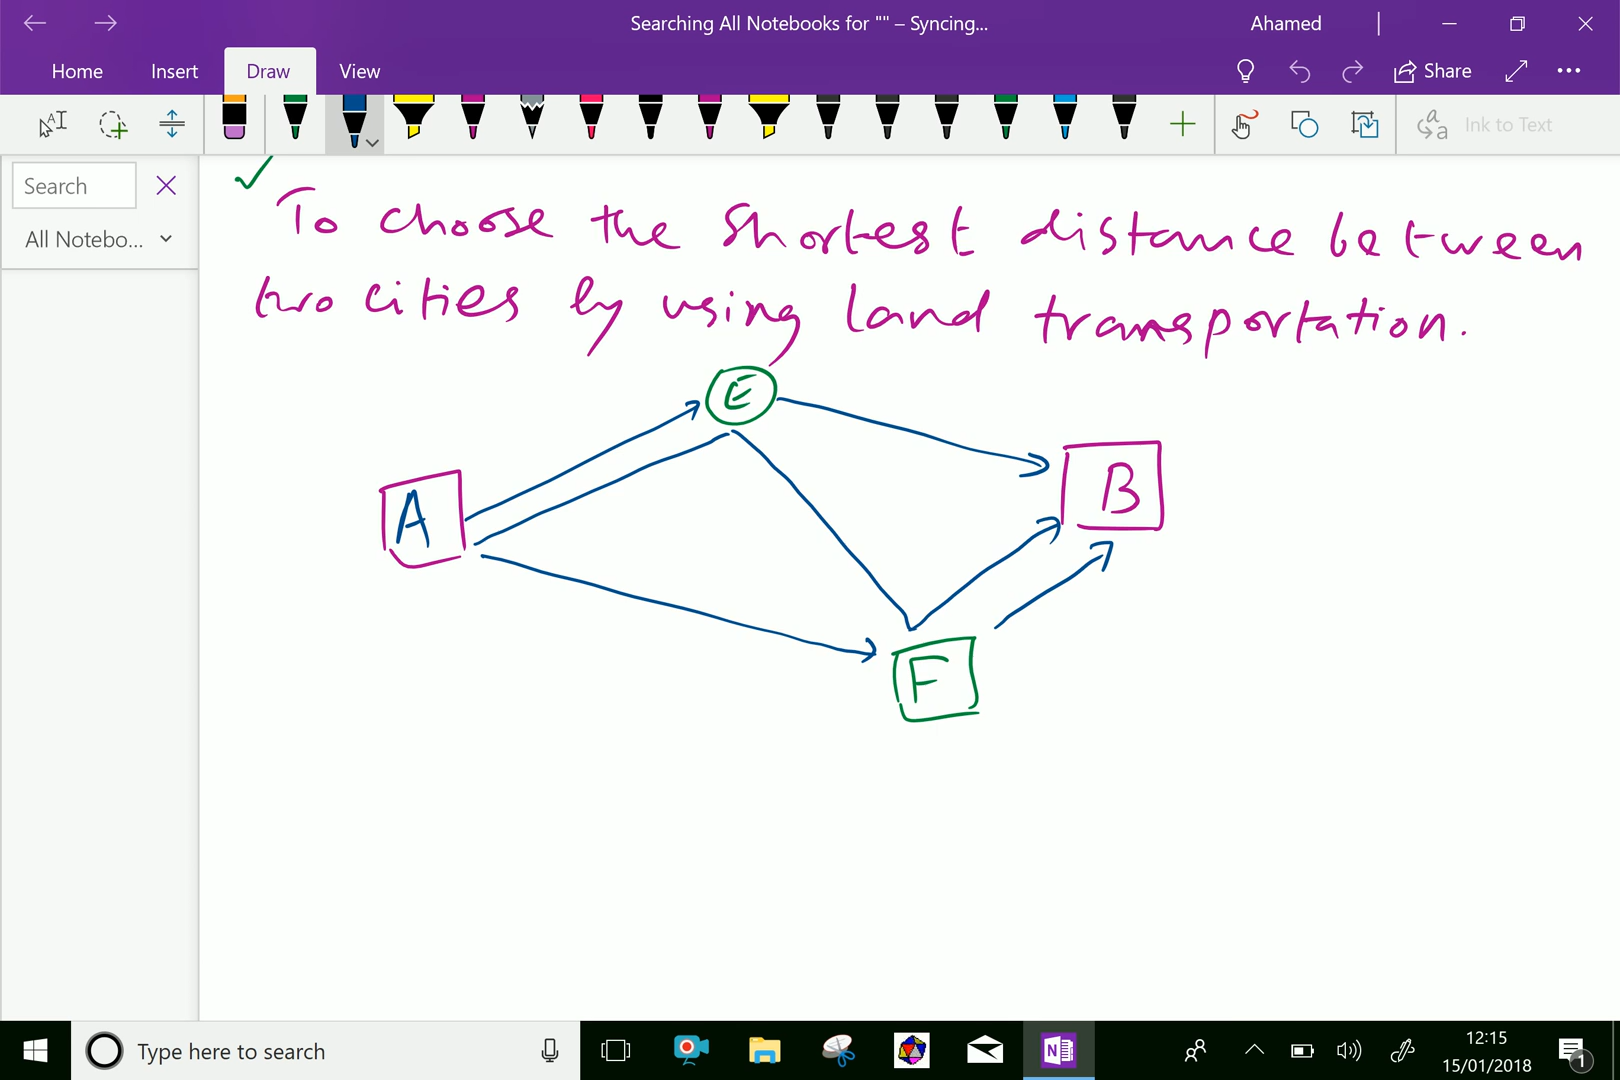 Searching All Notebooks for "" – Syncing...
Ahamed
Home
Insert
Draw
View
Share
Ink to Text
Search
All Notebo...
To choose the shortest distance between
two cities by using land transportation.
E
A
B
F
Type here to search
12:15
15/01/2018
1